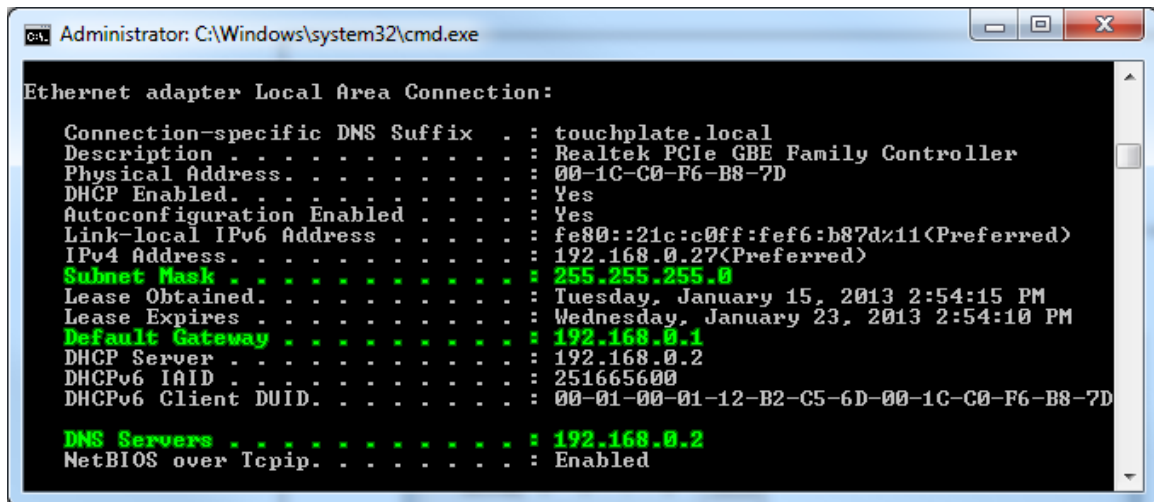 Administrator: C:\Windows\system32\cmd.exe
Ethernet adapter Local Area Connection:
Connection-specific DNS Suffix . : touchplate.local
Description . . . . . . . . . . . : Realtek PCIe GBE Family Controller
Physical Address. . . . . . . . . : 00-1C-C0-F6-B8-7D
DHCP Enabled. . . . . . . . . . . : Yes
Autoconfiguration Enabled . . . . : Yes
Link-local IPv6 Address . . . . . : fe80::21c:c0ff:fef6:b87d%11(Preferred)
IPv4 Address. . . . . . . . . . . : 192.168.0.27(Preferred)
Subnet Mask . . . . . . . . . . . : 255.255.255.0
Lease Obtained. . . . . . . . . . : Tuesday, January 15, 2013 2:54:15 PM
Lease Expires . . . . . . . . . . : Wednesday, January 23, 2013 2:54:10 PM
Default Gateway . . . . . . . . . : 192.168.0.1
DHCP Server . . . . . . . . . . . : 192.168.0.2
DHCPv6 IAID . . . . . . . . . . . : 251665600
DHCPv6 Client DUID. . . . . . . . : 00-01-00-01-12-B2-C5-6D-00-1C-C0-F6-B8-7D
DNS Servers . . . . . . . . . . . : 192.168.0.2
NetBIOS over Tcpip. . . . . . . . : Enabled